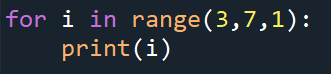 for i in range(3,7,1):
    print(i)